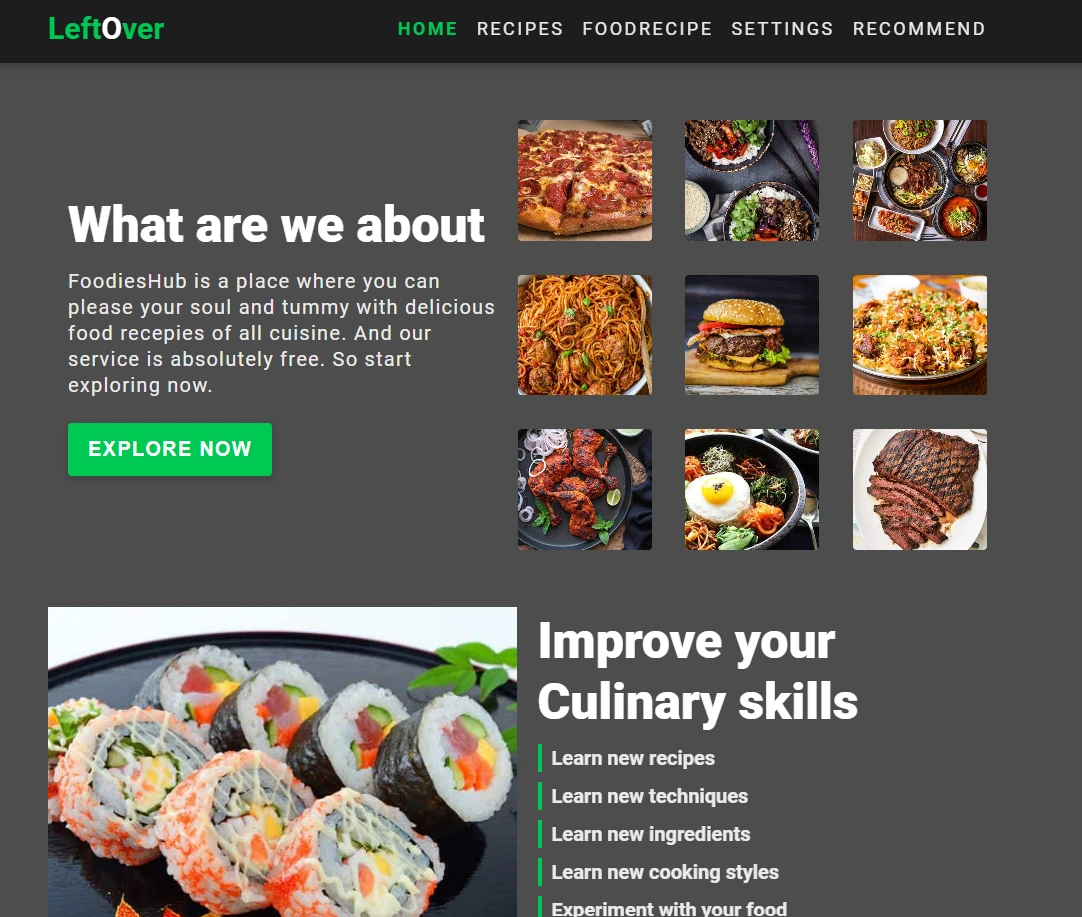 LeftOver
HOME RECIPES FOODRECIPE SETTINGS RECOMMEND
What are we about
FoodiesHub is a place where you can
please your soul and tummy with delicious
food recepies of all cuisine. And our
service is absolutely free. So start
exploring now.
EXPLORE NOW
Improve your
Culinary skills
Learn new recipes
Learn new techniques
Learn new ingredients
Learn new cooking styles
Experiment with your food